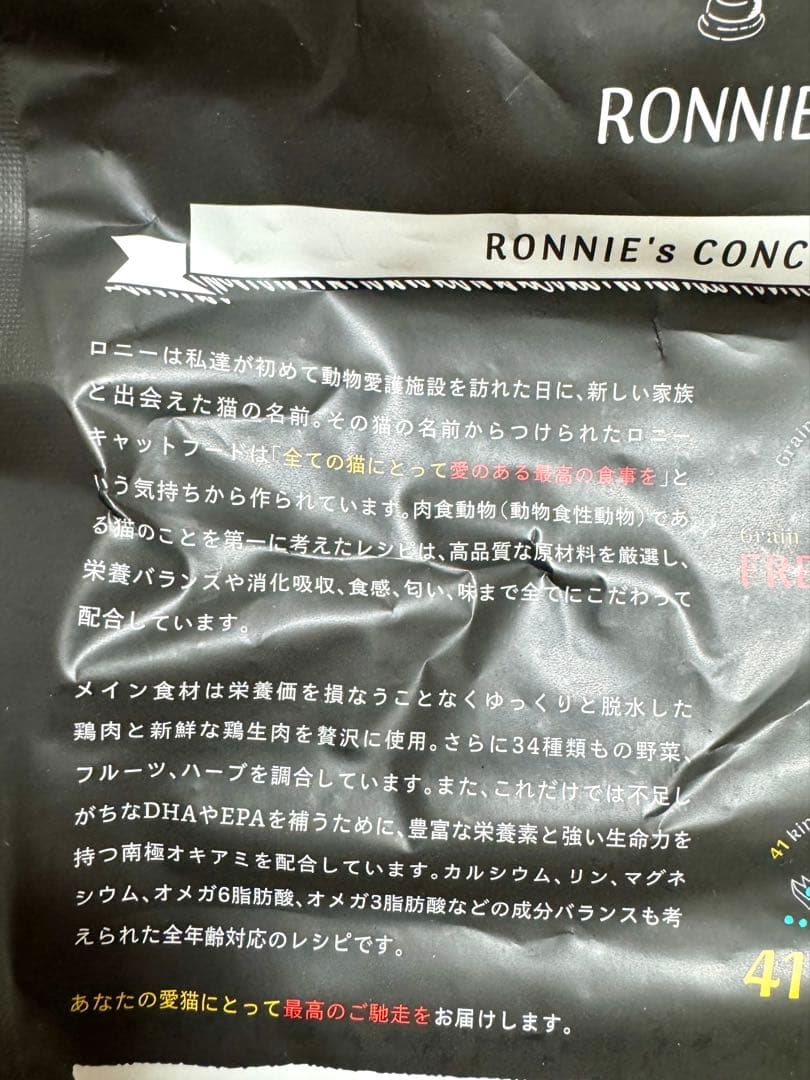 RONNIE
RONNIE's CONC
ロニーは私達が初めて動物愛護施設を訪れた日に、新しい家族
と出会えた猫の名前。その猫の名前からつけられたロニー
キャットフードは「全ての猫にとって愛のある最高の食事を」と
いう気持ちから作られています。肉食動物(動物食性動物)であ
る猫のことを第一に考えたレシピは、高品質な原材料を厳選し、
栄養バランスや消化吸収、食感、匂い、味まで全てにこだわって
配合しています。
メイン食材は栄養価を損なうことなくゆっくりと脱水した
鶏肉と新鮮な鶏生肉を贅沢に使用。さらに34種類もの野菜、
フルーツ、ハーブを調合しています。また、これだけでは不足し
がちなDHAやEPAを補うために、豊富な栄養素と強い生命力を
持つ南極オキアミを配合しています。カルシウム、リン、マグネ
シウム、オメガ6脂肪酸、オメガ3脂肪酸などの成分バランスも考
えられた全年齢対応のレシピです。
あなたの愛猫にとって最高のご馳走をお届けします。
Grain
Grain
FRE
41 kin
41